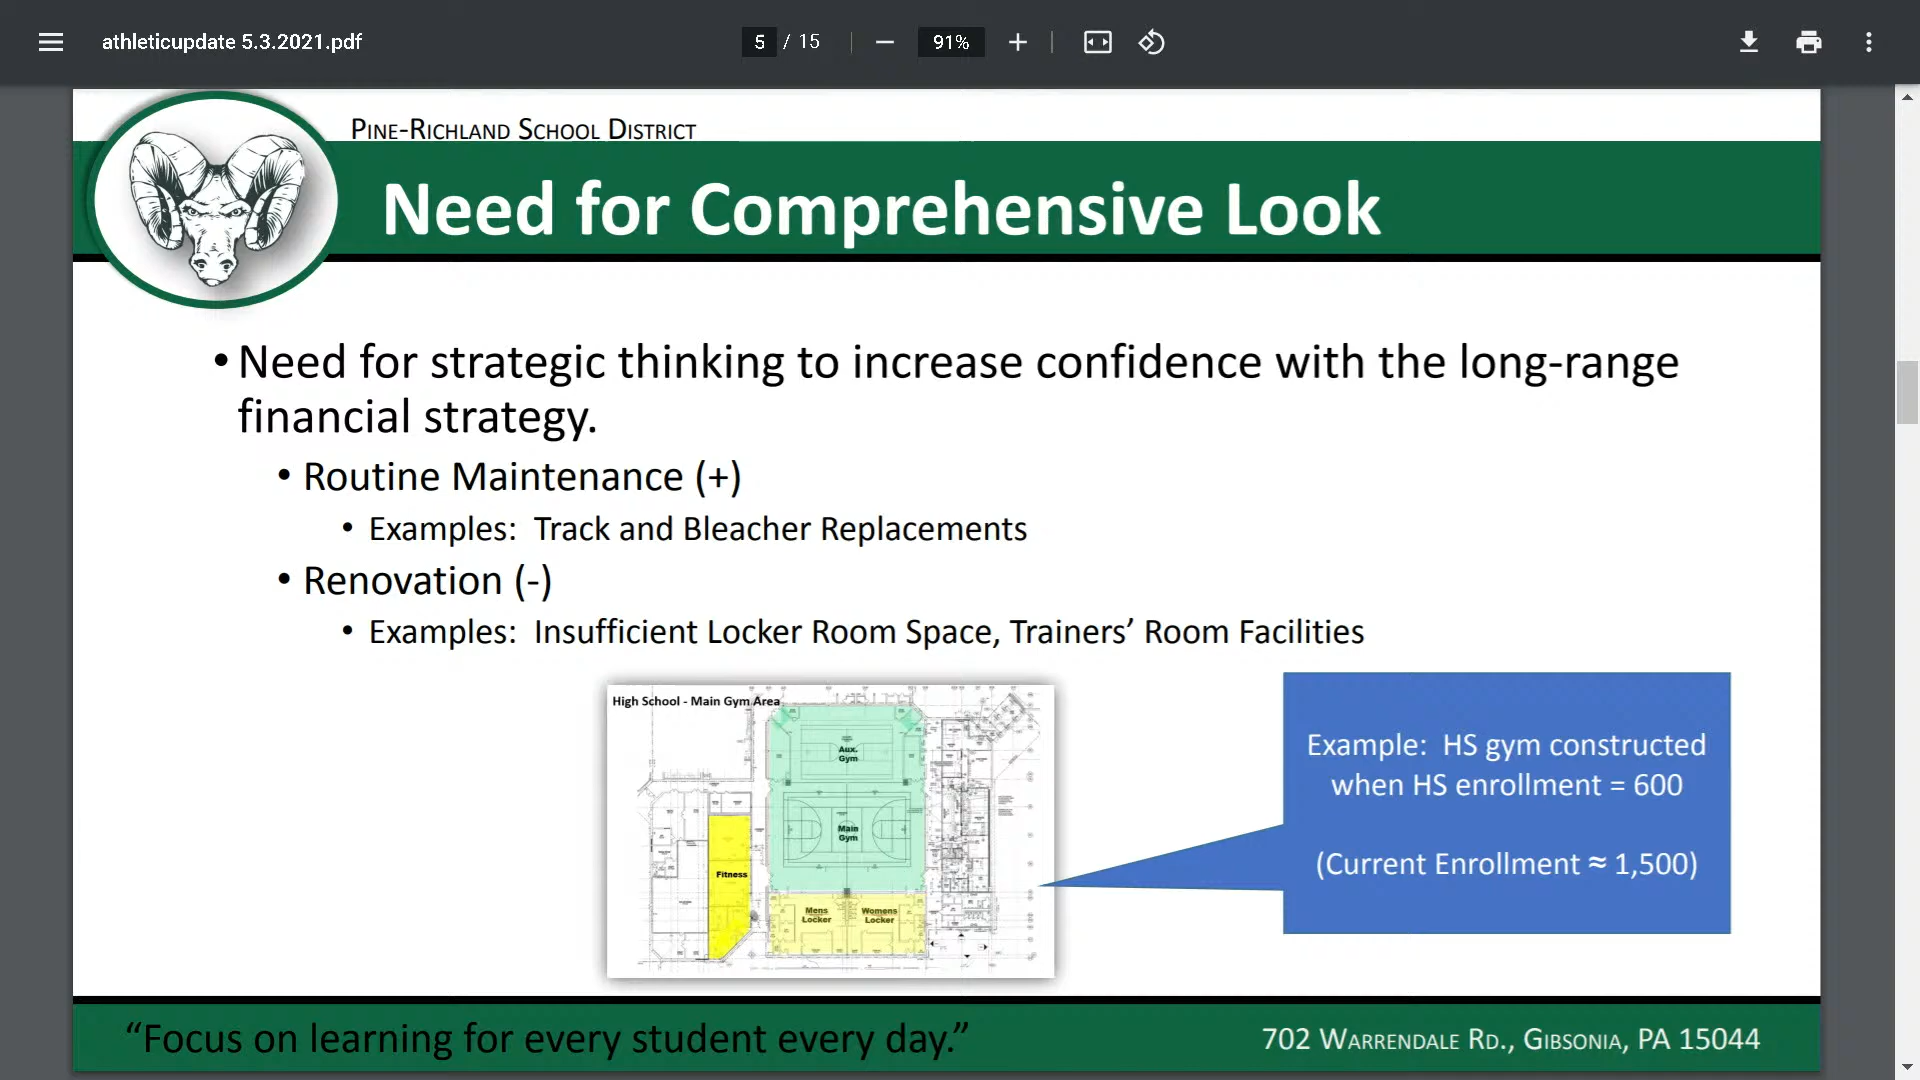 athleticupdate 5.3.2021.pdf
5 / 15
91%
PINE-RICHLAND SCHOOL DISTRICT
Need for Comprehensive Look
• Need for strategic thinking to increase confidence with the long-range
financial strategy.
• Routine Maintenance (+)
• Examples: Track and Bleacher Replacements
• Renovation (-)
• Examples: Insufficient Locker Room Space, Trainers’ Room Facilities
High School - Main Gym Area
Aux.
Gym
Main
Gym
Fitness
Mens
Locker
Womens
Locker
Example: HS gym constructed
when HS enrollment = 600
(Current Enrollment ≈ 1,500)
“Focus on learning for every student every day.”
702 WARRENDALE RD., GIBSONIA, PA 15044